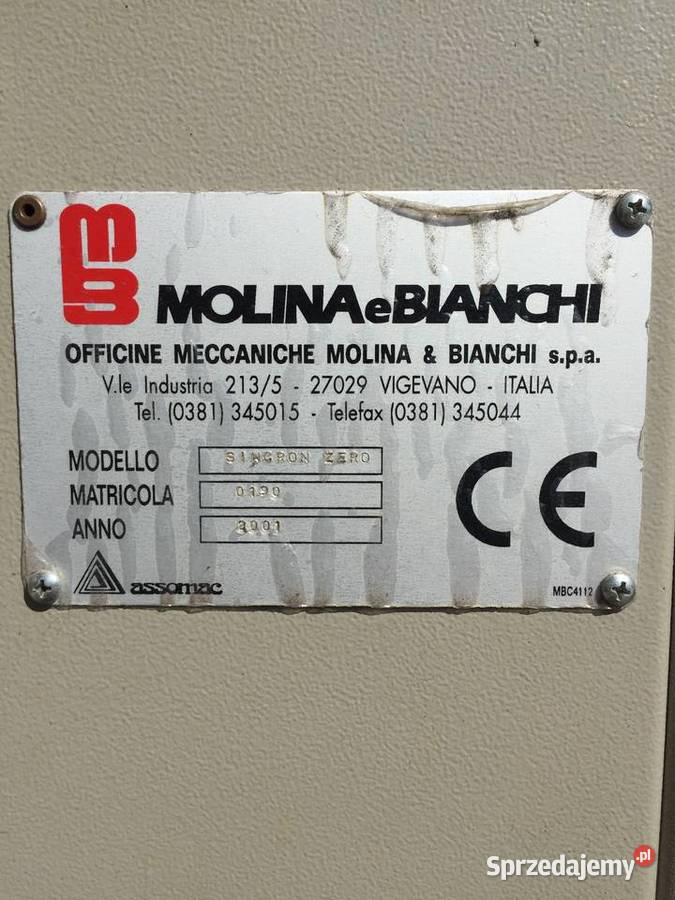 MB
MOLINAeBIANCHI
OFFICINE MECCANICHE MOLINA & BIANCHI s.p.a.
V.le Industria 213/5 - 27029 VIGEVANO - ITALIA
Tel. (0381) 345015 - Telefax (0381) 345044
MODELLO SINCRON ZERO
MATRICOLA 0190
ANNO 2001
CE
assomac
MBC4112
Sprzedajemy.pl